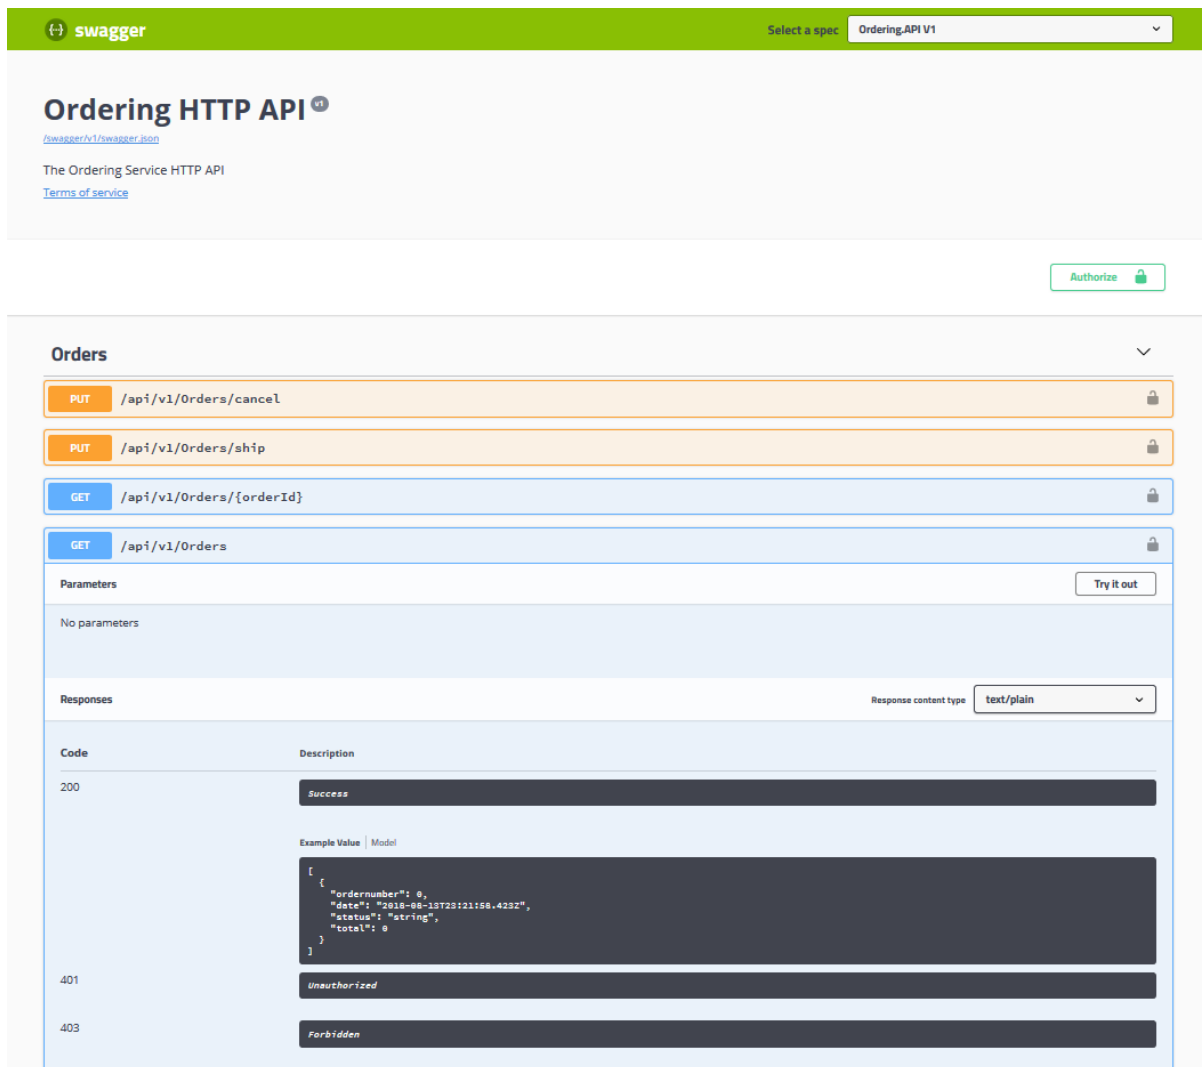 swagger
Select a spec
Ordering.API V1
Ordering HTTP API v1
/swagger/v1/swagger.json
The Ordering Service HTTP API
Terms of service
Authorize
Orders
PUT /api/v1/Orders/cancel
PUT /api/v1/Orders/ship
GET /api/v1/Orders/{orderId}
GET /api/v1/Orders
Parameters
Try it out
No parameters
Responses
Response content type
text/plain
Code
Description
200
Success
Example Value | Model
[
{
"ordernumber": 0,
"date": "2018-06-13T23:21:58.423Z",
"status": "string",
"total": 0
}
]
401
Unauthorized
403
Forbidden